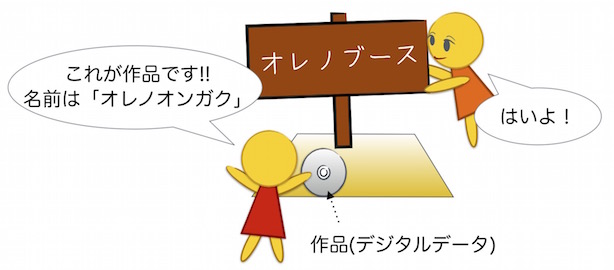 オレノブース
これが作品です!!
名前は「オレノオンガク」
はいよ！
作品(デジタルデータ)